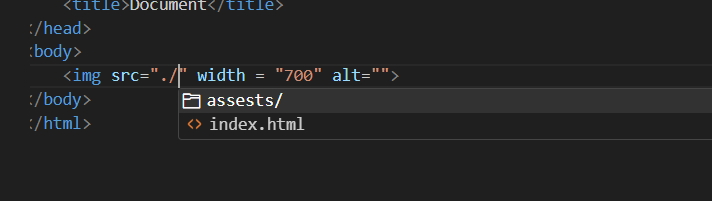 <title>Document</title>
</head>
<body>
<img src="./" width = "700" alt="">
assests/
</body>
<> index.html
</html>